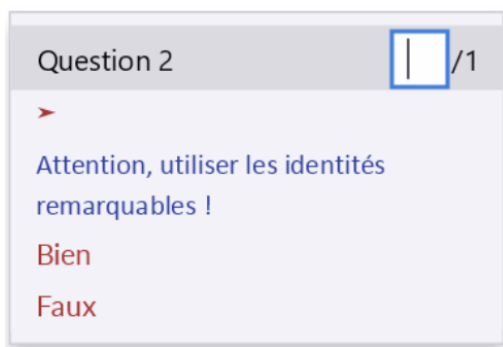 Question 2 /1
➤
Attention, utiliser les identités
remarquables !
Bien
Faux